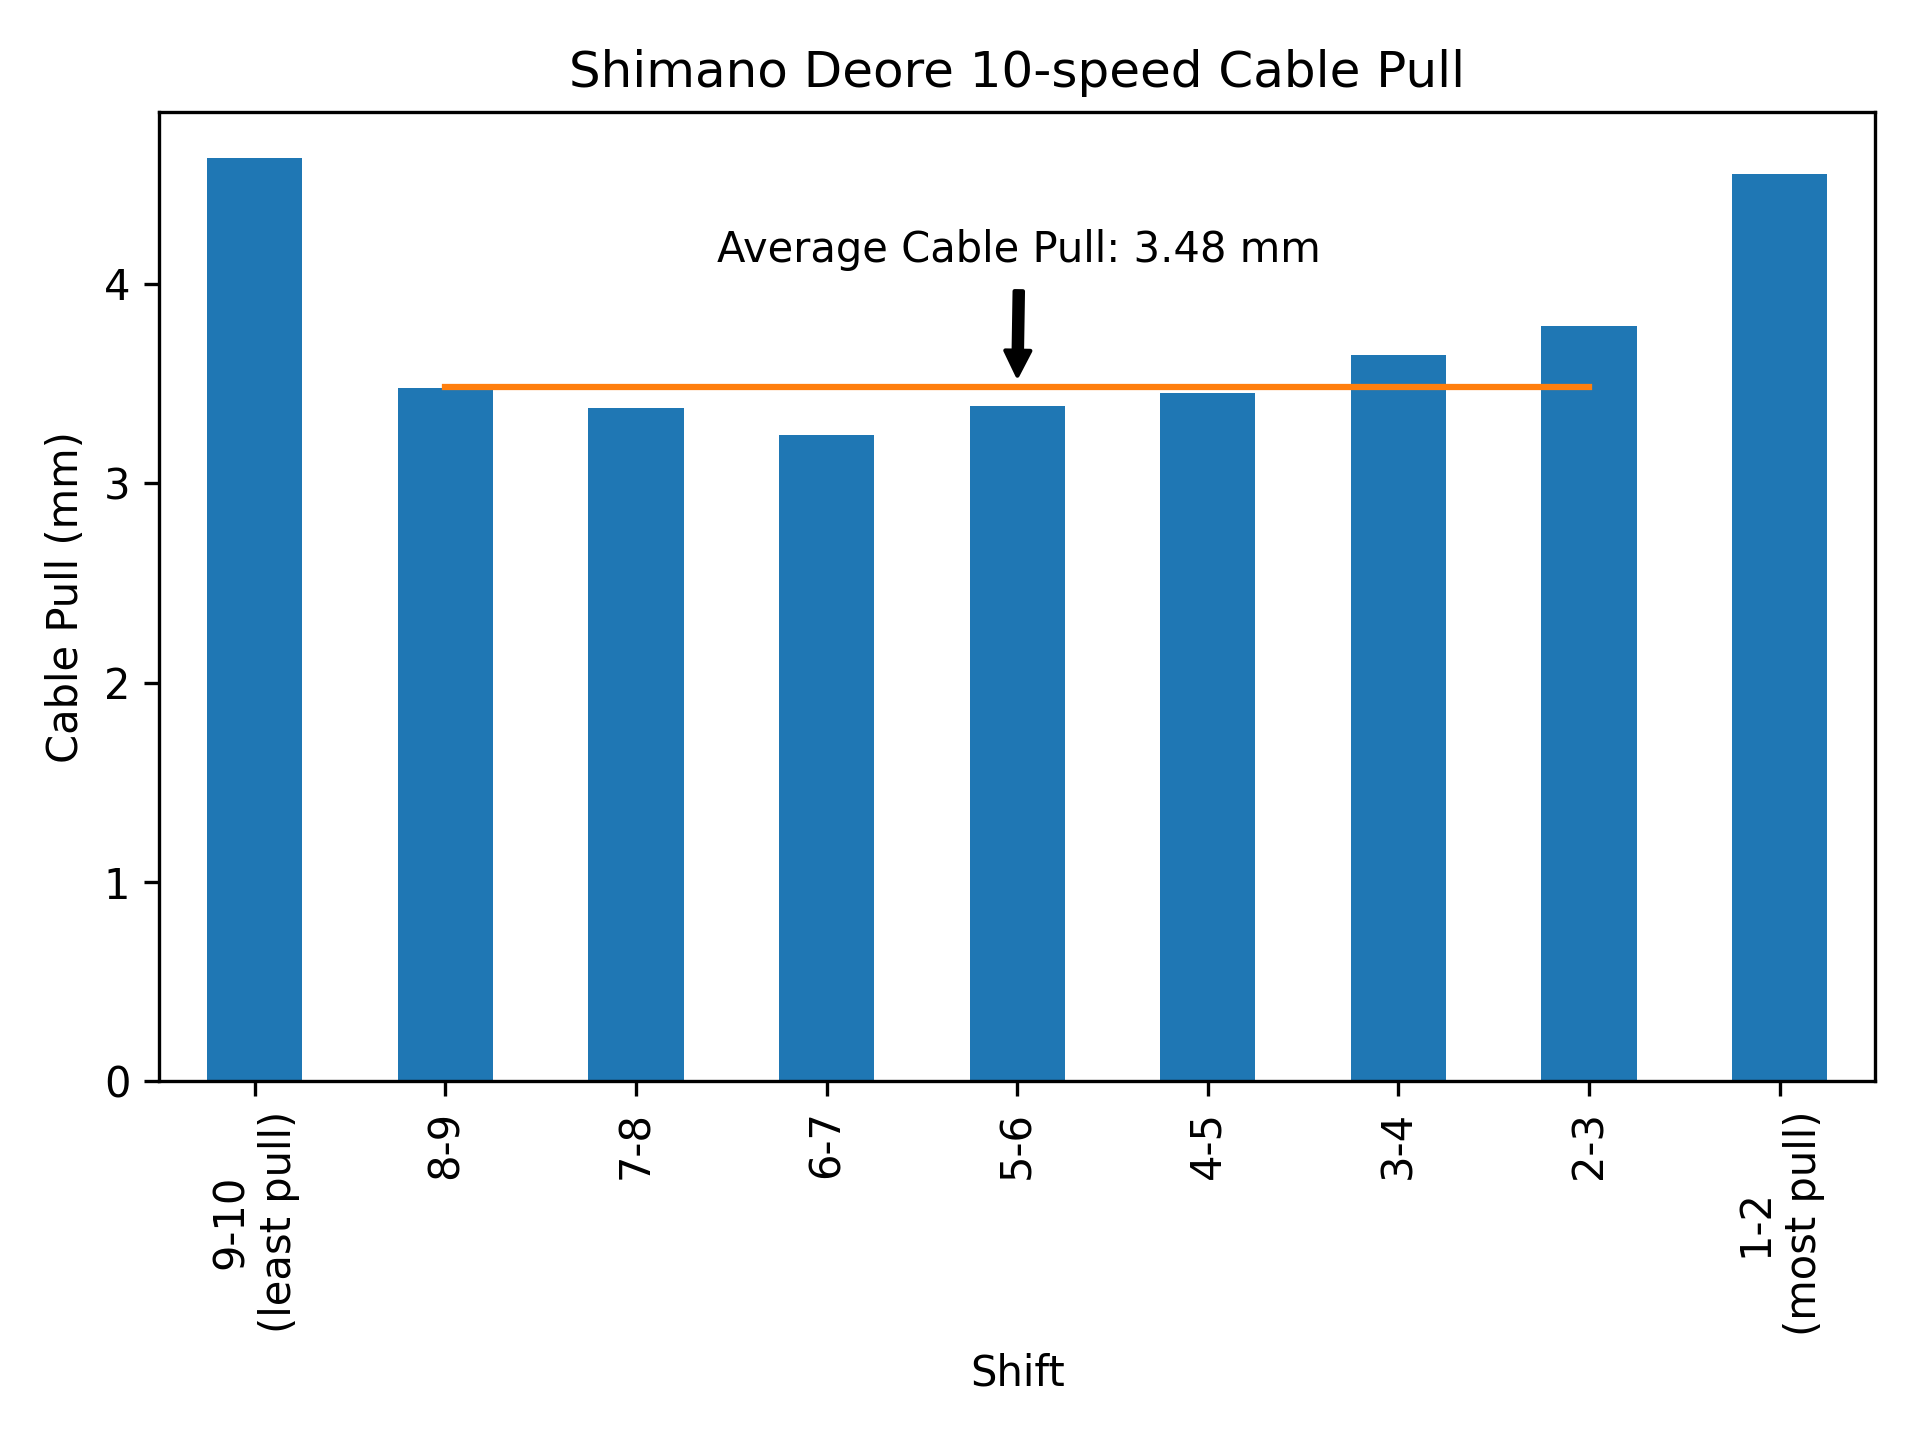 Shimano Deore 10-speed Cable Pull
Average Cable Pull: 3.48 mm
Cable Pull (mm)
4
3
2
1
0
9-10
(least pull)
8-9
7-8
6-7
5-6
4-5
3-4
2-3
1-2
(most pull)
Shift